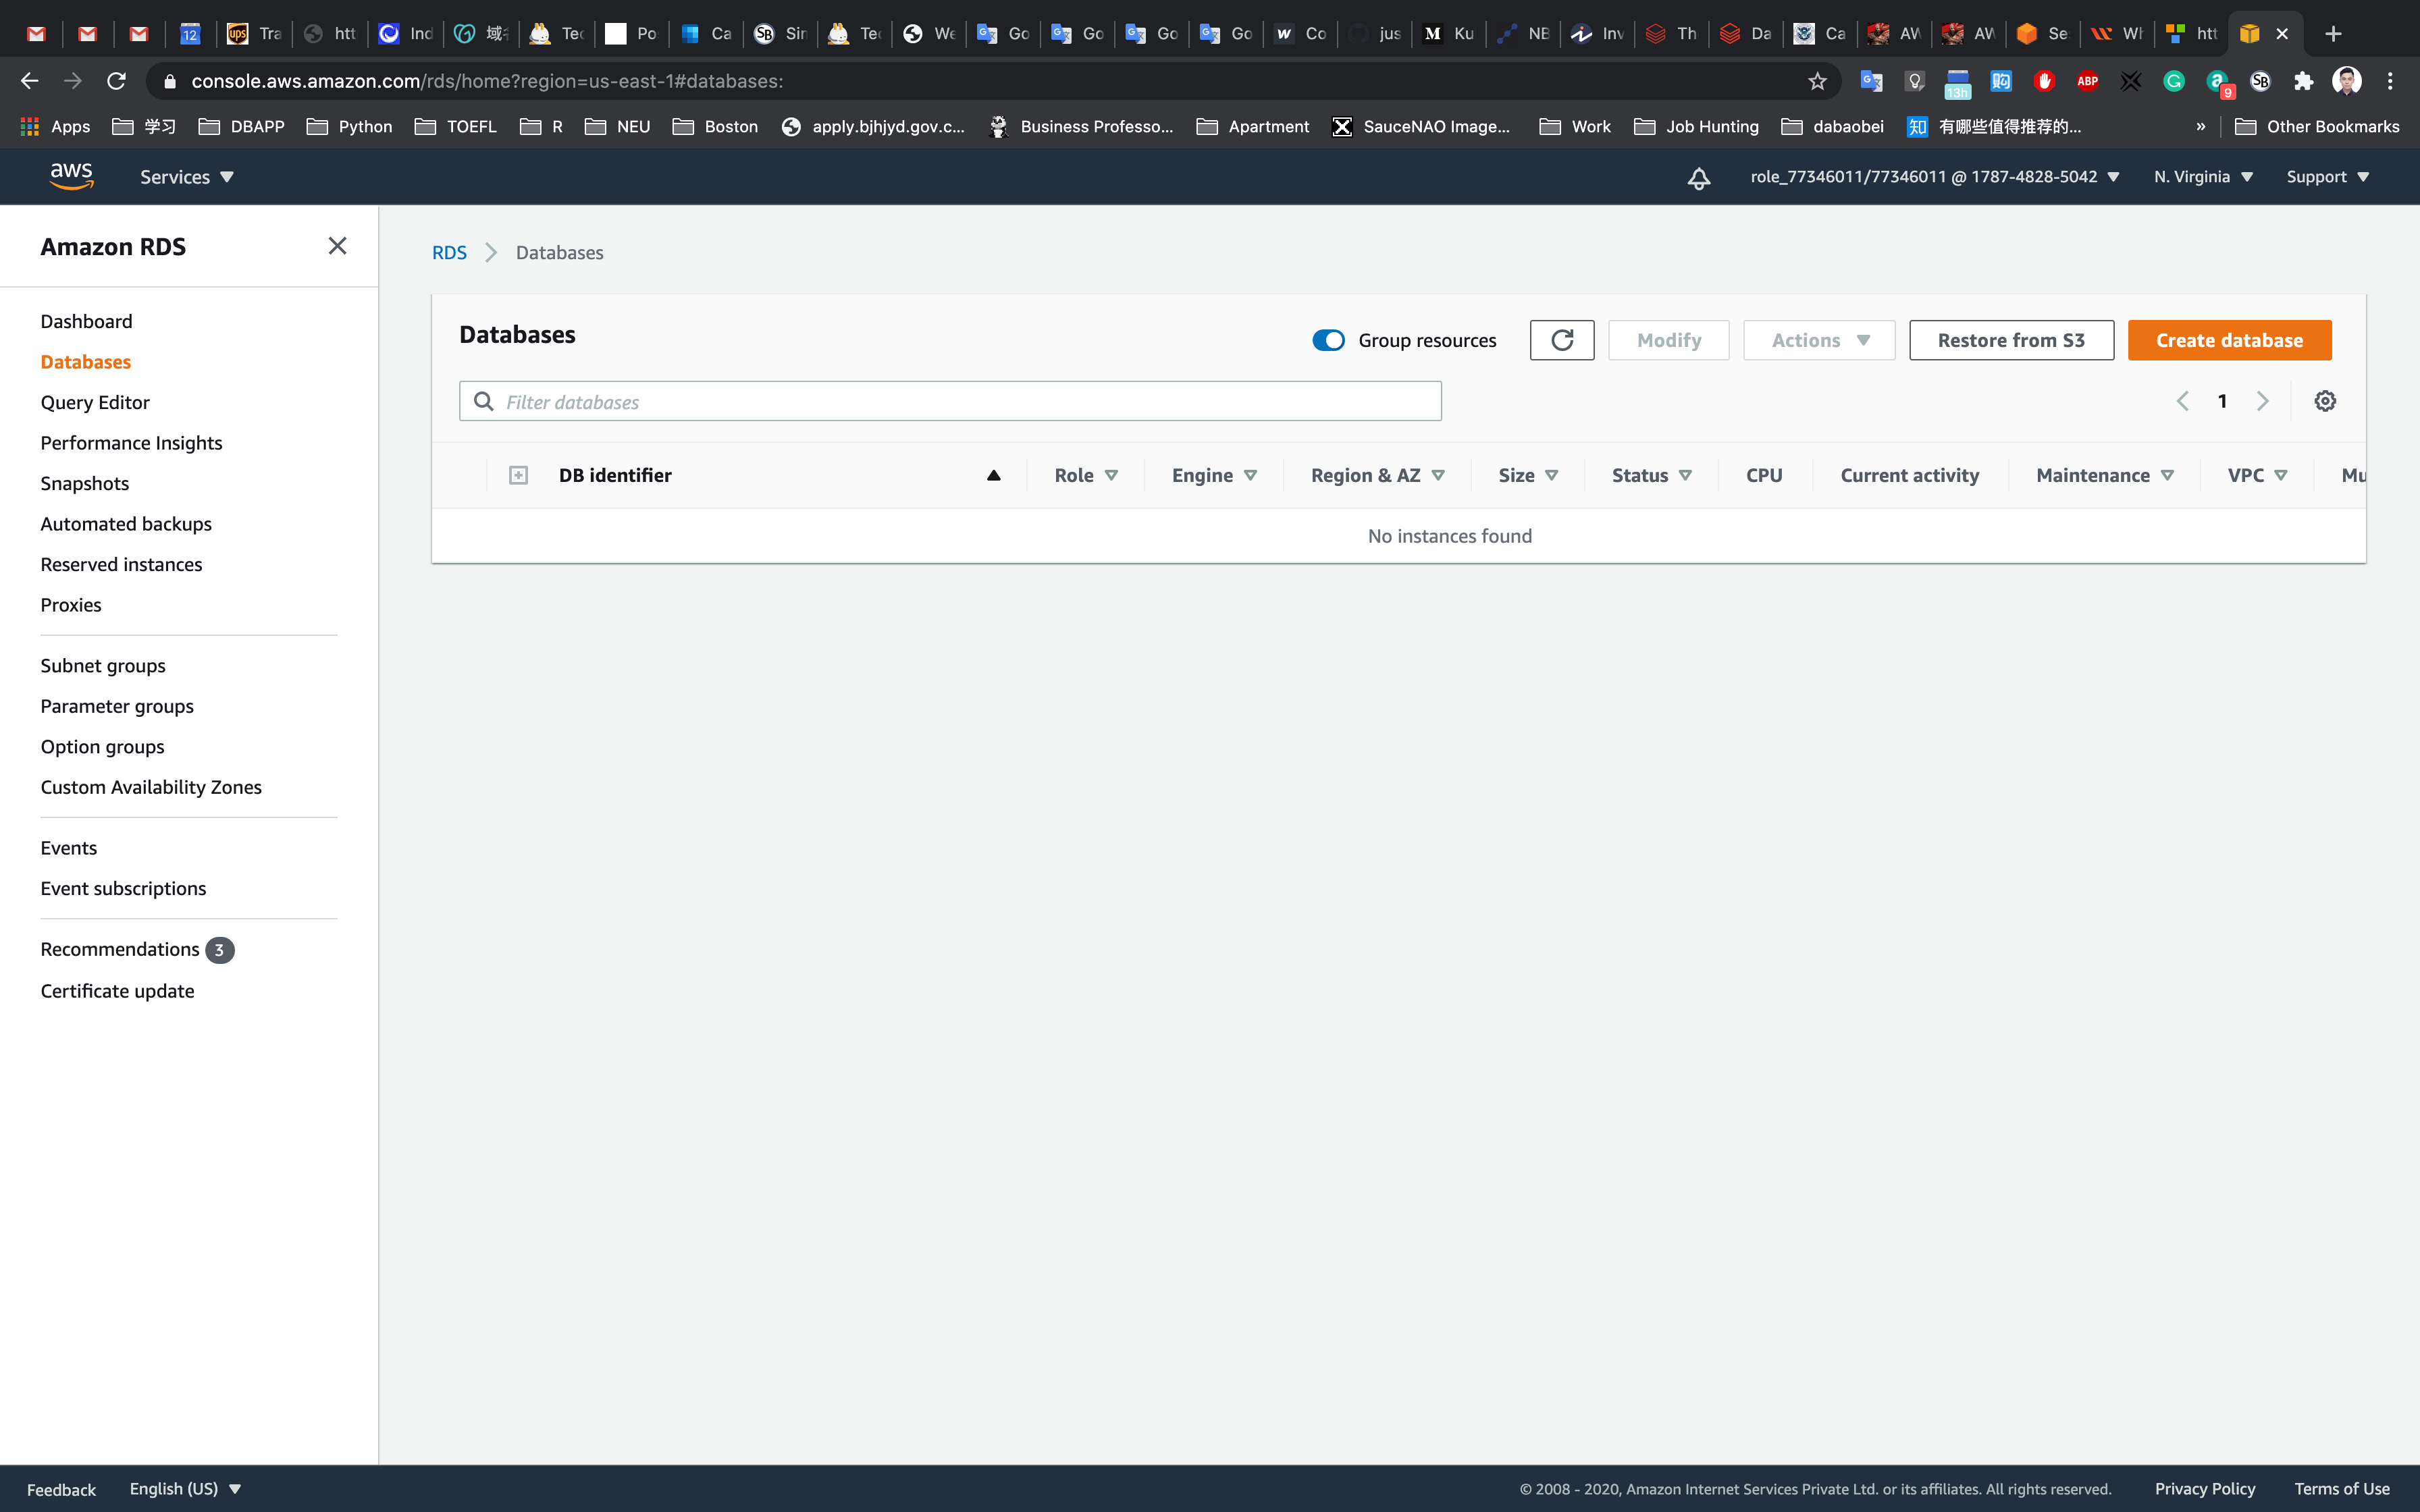 12 Tra htt Ind 域名 Tec Po Ca Sin Tec We Go Go Go Go Co jus Ku NB Inv Th Da Ca AW AW Se Wh htt
console.aws.amazon.com/rds/home?region=us-east-1#databases: 13h ABP 9
Apps 学习 DBAPP Python TOEFL R NEU Boston apply.bjhjyd.gov.c... Business Professo... Apartment SauceNAO Image... Work Job Hunting dabaobei 知 有哪些值得推荐的... » Other Bookmarks
aws Services role_77346011/77346011 @ 1787-4828-5042 N. Virginia Support
Amazon RDS
Dashboard
Databases
Query Editor
Performance Insights
Snapshots
Automated backups
Reserved instances
Proxies
Subnet groups
Parameter groups
Option groups
Custom Availability Zones
Events
Event subscriptions
Recommendations 3
Certificate update
RDS Databases
Databases Group resources Modify Actions Restore from S3 Create database
Filter databases 1
DB identifier Role Engine Region & AZ Size Status CPU Current activity Maintenance VPC Mu
No instances found
Feedback English (US) © 2008 - 2020, Amazon Internet Services Private Ltd. or its affiliates. All rights reserved. Privacy Policy Terms of Use